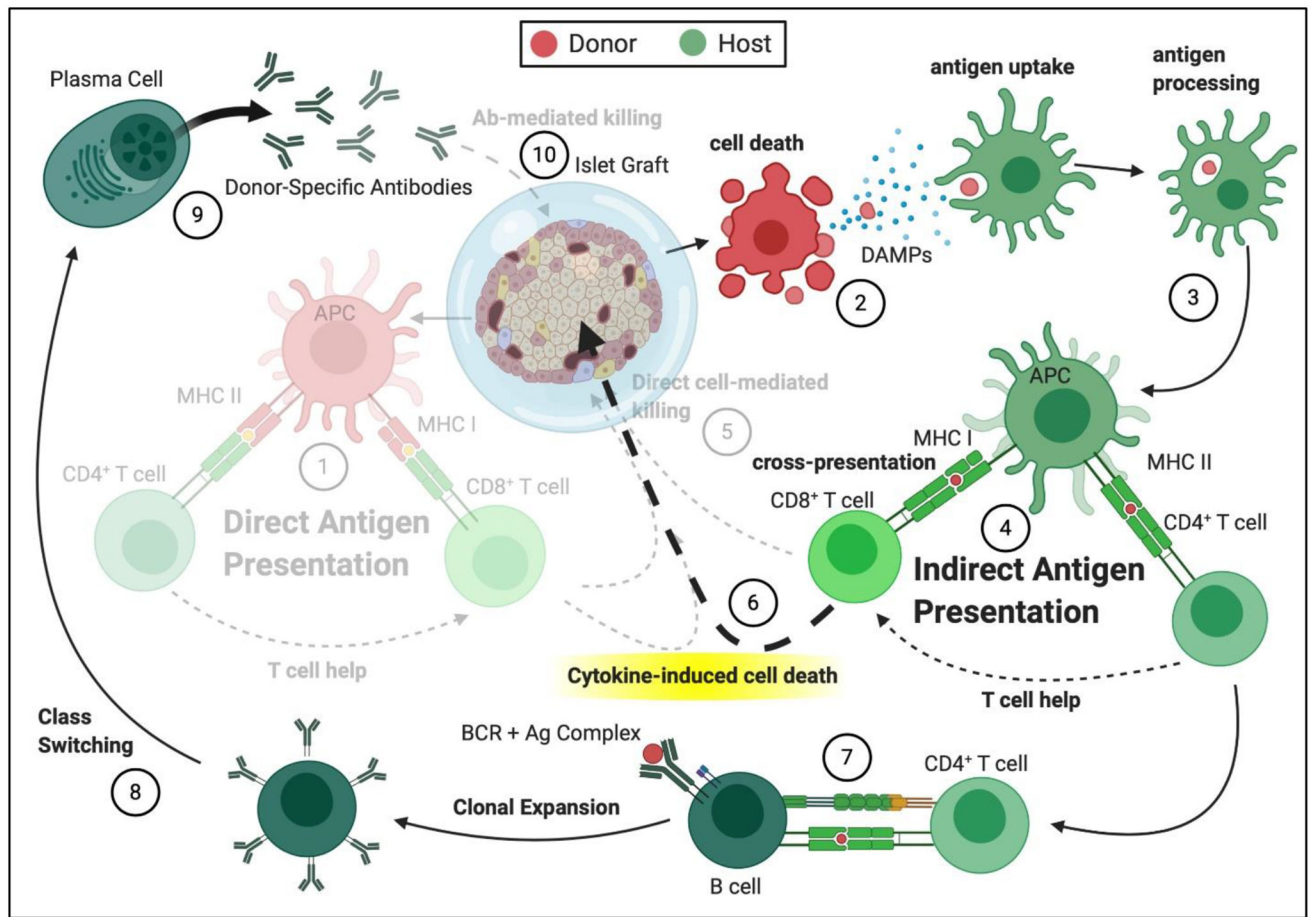 Donor
Host
Plasma Cell
Ab-mediated killing
10
Islet Graft
Donor-Specific Antibodies
9
cell death
DAMPs
2
antigen uptake
antigen
processing
3
APC
MHC II
MHC I
1
CD4⁺ T cell
CD8⁺ T cell
Direct Antigen
Presentation
T cell help
Direct cell-mediated
killing
5
APC
MHC I
MHC II
cross-presentation
CD8⁺ T cell
CD4⁺ T cell
4
Indirect Antigen
Presentation
6
Cytokine-induced cell death
T cell help
BCR + Ag Complex
7
CD4⁺ T cell
B cell
Clonal Expansion
Class
Switching
8